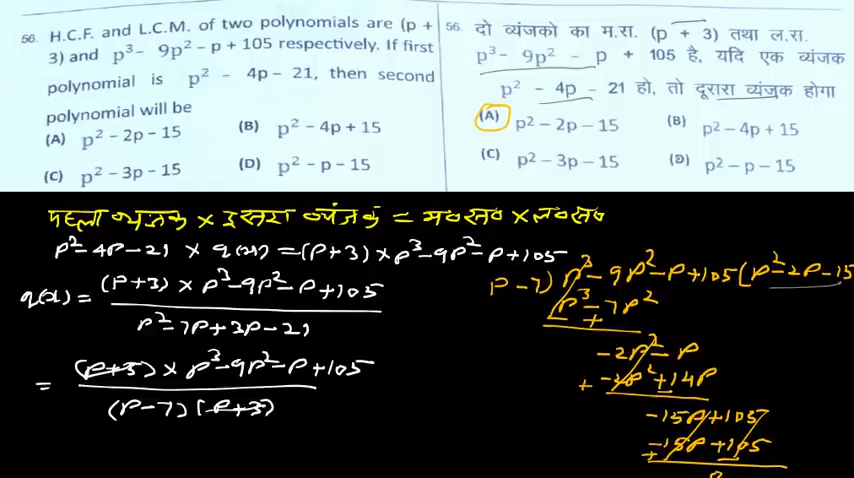 56. H.C.F. and L.C.M. of two polynomials are (p +
3) and p³ – 9p² – p + 105 respectively. If first
polynomial is p² – 4p – 21, then second
polynomial will be
(A) p² – 2p – 15 (B) p² – 4p + 15
(C) p² – 3p – 15 (D) p² – p – 15
56. दो व्यंजको का म.स. (p + 3) तथा ल.स.
p³ – 9p² – p + 105 है, यदि एक व्यंजक
p² – 4p – 21 हो, तो दूसरा व्यंजक होगा
(A) p² – 2p – 15 (B) p² – 4p + 15
(C) p² – 3p – 15 (D) p² – p – 15
पहला व्यंजक × दूसरा व्यंजक = म०स० × ल०स०
p² – 4p – 21 × q(x) = (p+3) × p³ – 9p² – p + 105
q(x) = (p+3) × p³ – 9p² – p + 105
p² – 7p + 3p – 21
= (p+3) × p³ – 9p² – p + 105
(p – 7) (p+3)
p – 7) p³ – 9p² – p + 105 (p² – 2p – 15
p³ – 7p²
– +
–2p² – p
+ –2p² + 14p
–
–15p + 105
–15p + 105
+ –
0